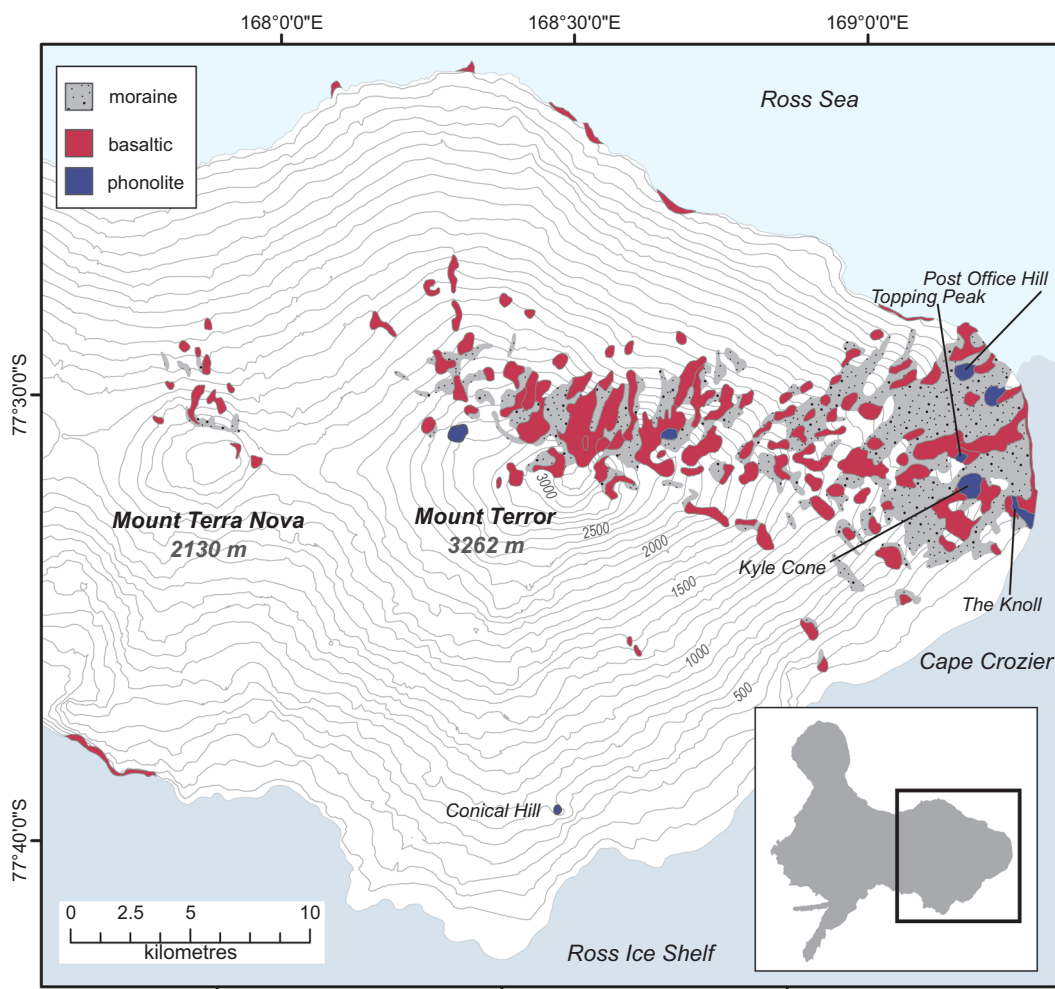 168°0'0"E
168°30'0"E
169°0'0"E
moraine
basaltic
phonolite
Ross Sea
Post Office Hill
Topping Peak
77°30'0"S
3000
Mount Terra Nova
2130 m
Mount Terror
3262 m
2500
2000
Kyle Cone
1500
The Knoll
1000
Cape Crozier
500
Conical Hill
77°40'0"S
0 2.5 5 10
kilometres
Ross Ice Shelf